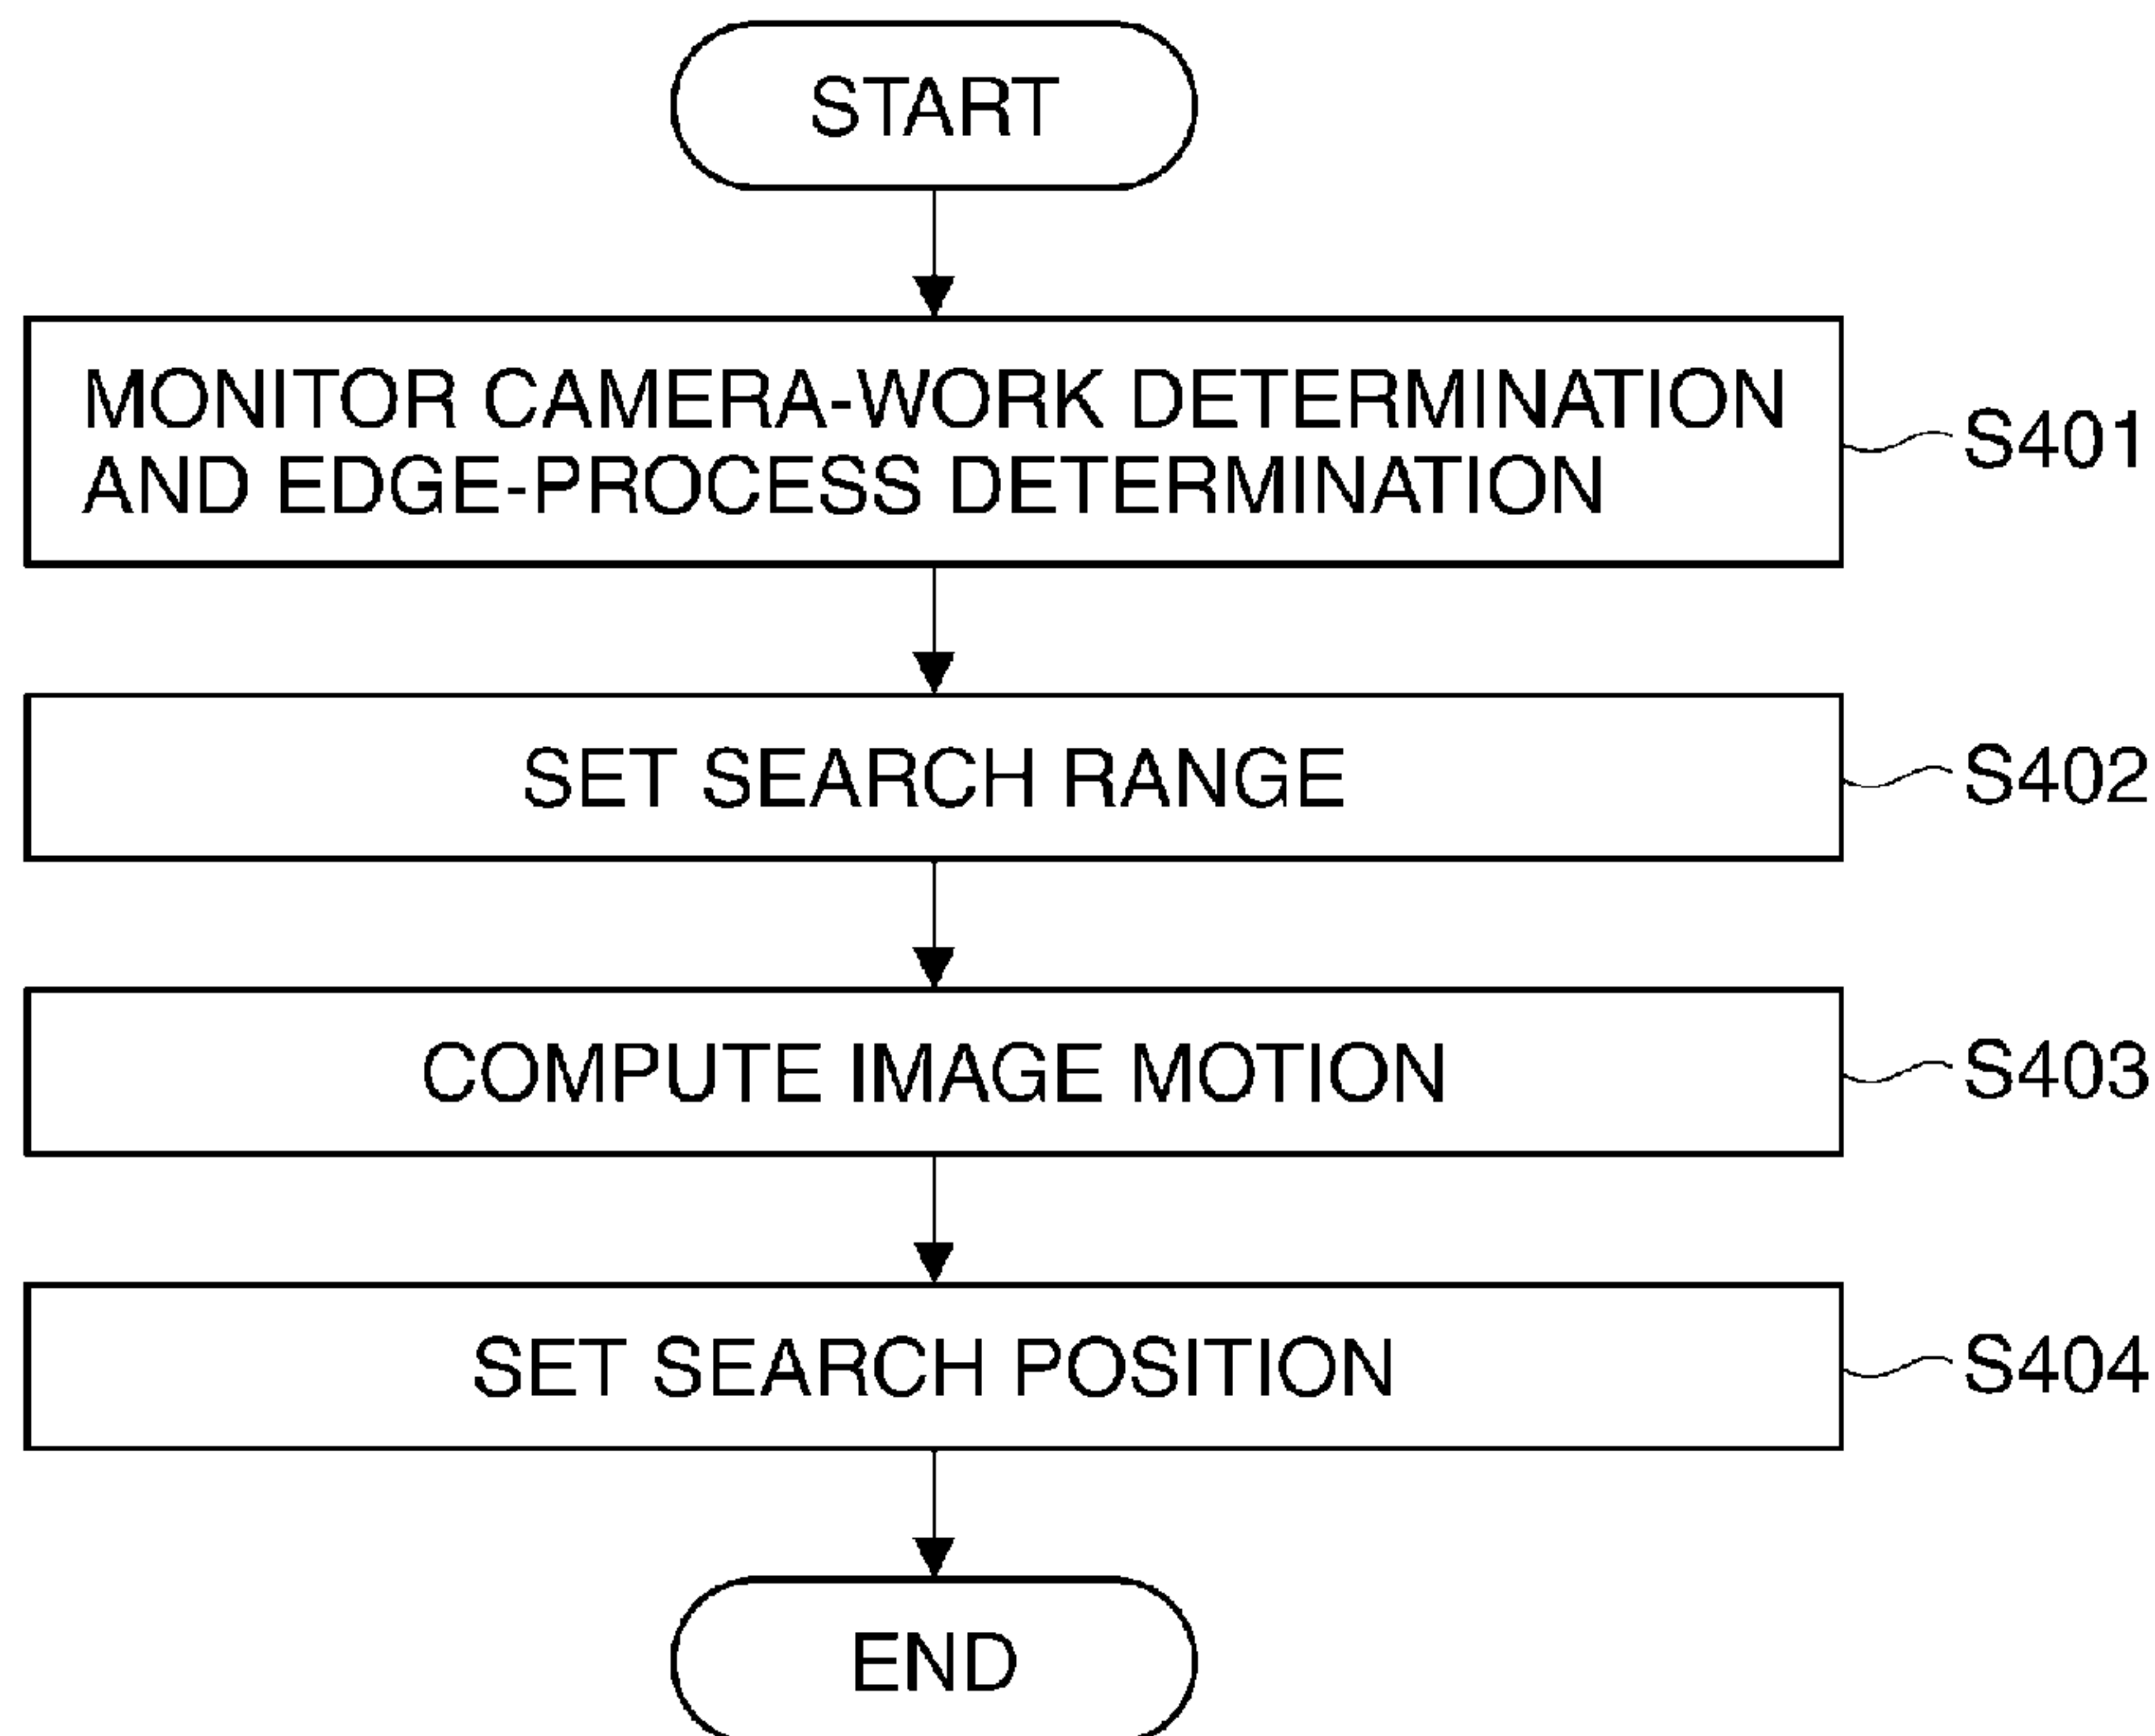 START
MONITOR CAMERA-WORK DETERMINATION
AND EDGE-PROCESS DETERMINATION
S401
SET SEARCH RANGE
S402
COMPUTE IMAGE MOTION
S403
SET SEARCH POSITION
S404
END